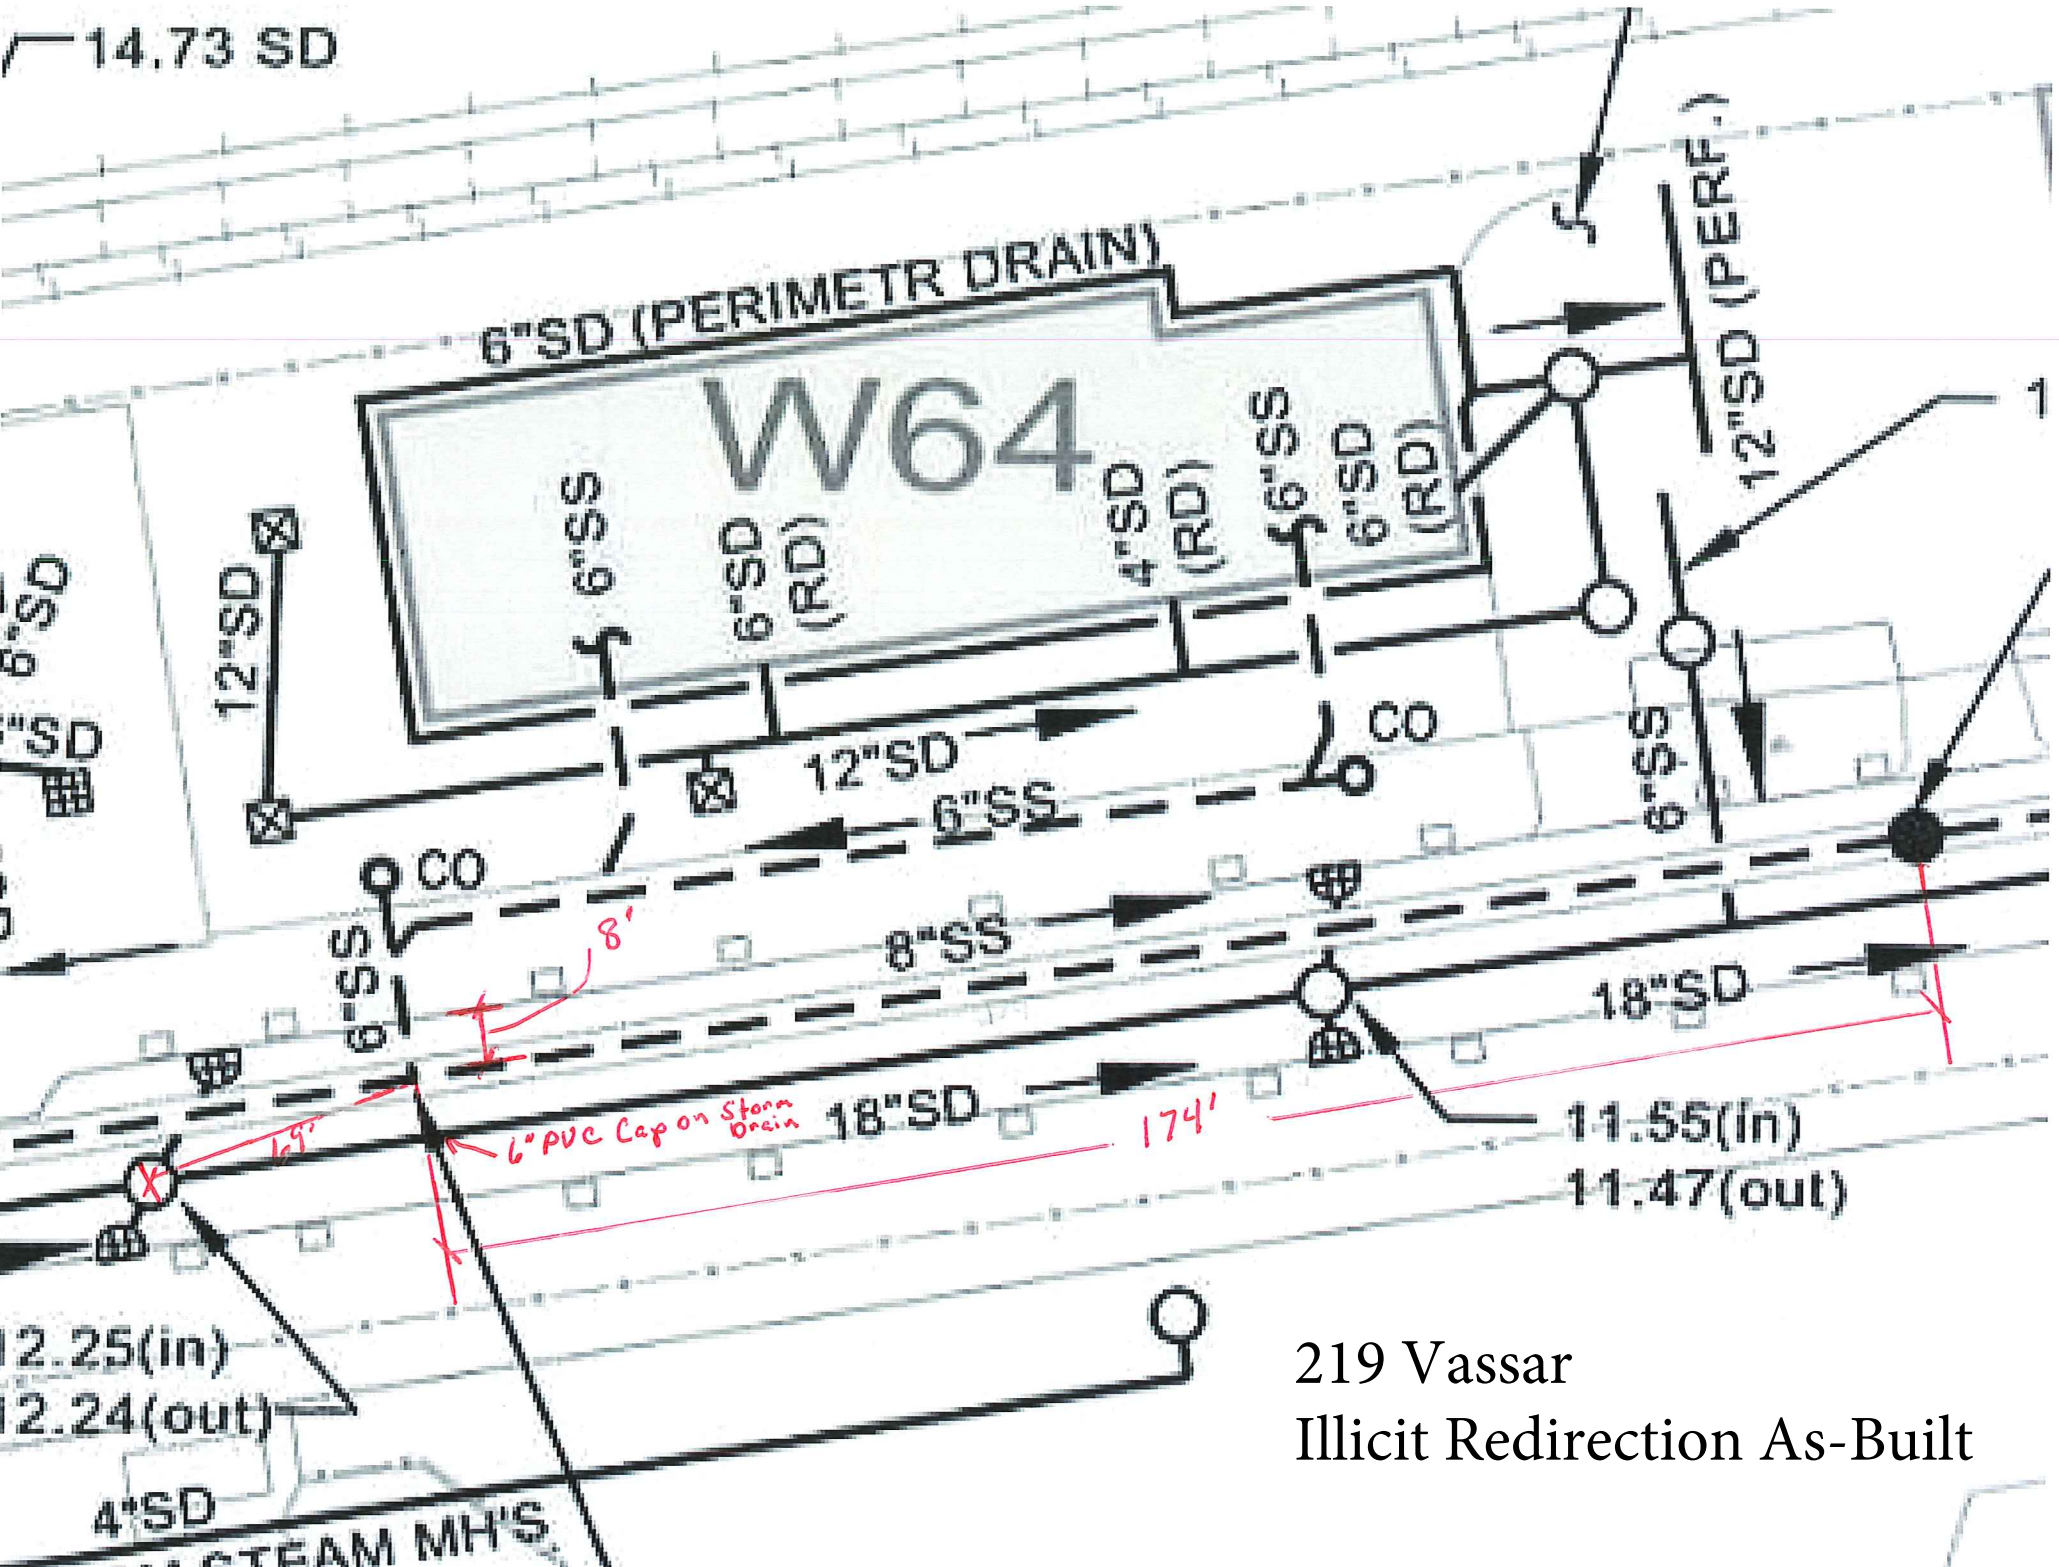 14.73 SD
6"SD (PERIMETR DRAIN)
12"SD (PERF.)
W64
6"SS
6"SD
(RD)
4"SD
(RD)
6"SS
6"SD
(RD)
1
12"SD
6"SD
"SD
12"SD
CO
6"SS
6"SS
CO
8'
8"SS
6"SS
18"SD
69'
6" PVC Cap on Storm
Drain
18"SD
174'
11.55(in)
11.47(out)
12.25(in)
12.24(out)
219 Vassar
Illicit Redirection As-Built
4"SD
STEAM MH'S